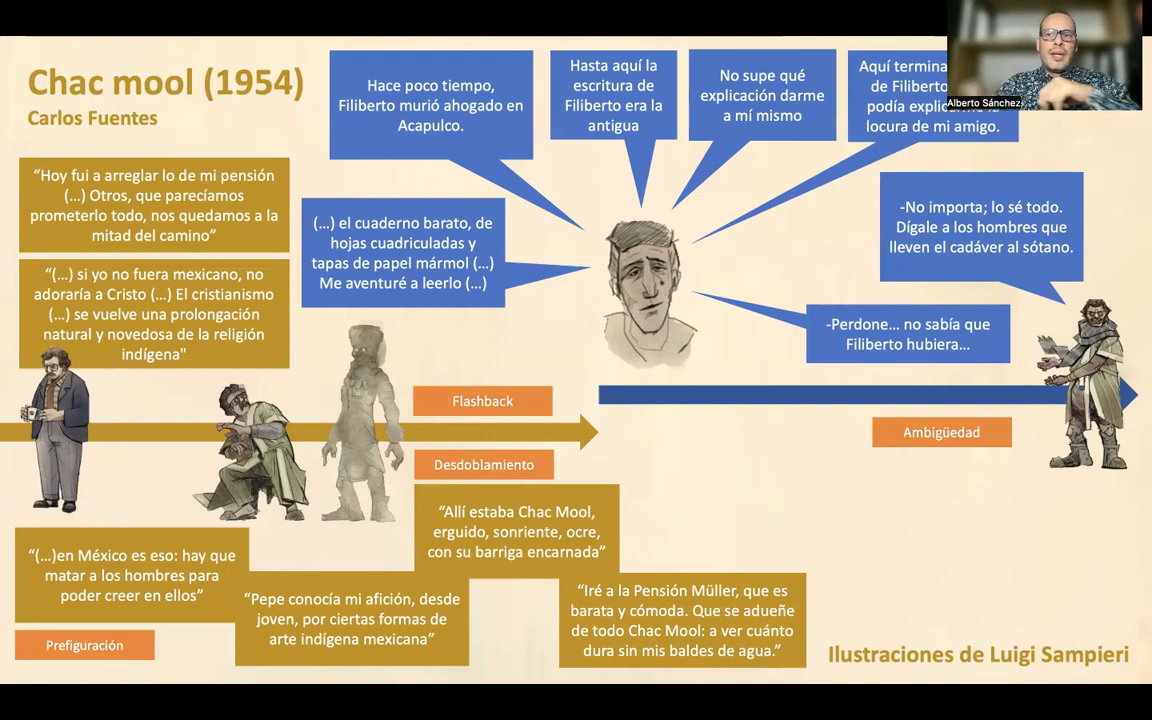 Chac mool (1954)
Carlos Fuentes
“Hoy fui a arreglar lo de mi pensión
(…) Otros, que parecíamos
prometerlo todo, nos quedamos a la
mitad del camino”
“(…) si yo no fuera mexicano, no
adoraría a Cristo (…) El cristianismo
(…) se vuelve una prolongación
natural y novedosa de la religión
indígena"
Hace poco tiempo,
Filiberto murió ahogado en
Acapulco.
(…) el cuaderno barato, de
hojas cuadriculadas y
tapas de papel mármol (…)
Me aventuré a leerlo (…)
Hasta aquí la
escritura de
Filiberto era la
antigua
No supe qué
explicación darme
a mí mismo
Aquí termina
de Filiberto
podía
locura de mi amigo.
Alberto Sánchez
-No importa; lo sé todo.
Dígale a los hombres que
lleven el cadáver al sótano.
-Perdone… no sabía que
Filiberto hubiera…
Flashback
Desdoblamiento
Ambigüedad
“(…)en México es eso: hay que
matar a los hombres para
poder creer en ellos”
Prefiguración
“Pepe conocía mi afición, desde
joven, por ciertas formas de
arte indígena mexicana”
“Allí estaba Chac Mool,
erguido, sonriente, ocre,
con su barriga encarnada”
“Iré a la Pensión Müller, que es
barata y cómoda. Que se adueñe
de todo Chac Mool: a ver cuánto
dura sin mis baldes de agua.”
Ilustraciones de Luigi Sampieri